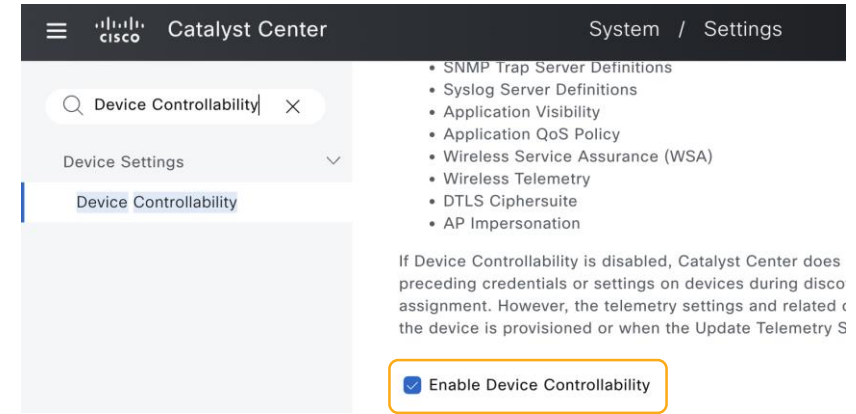 cisco Catalyst Center
System / Settings
Device Controllability
Device Settings
Device Controllability
• SNMP Trap Server Definitions
• Syslog Server Definitions
• Application Visibility
• Application QoS Policy
• Wireless Service Assurance (WSA)
• Wireless Telemetry
• DTLS Ciphersuite
• AP Impersonation
If Device Controllability is disabled, Catalyst Center does
preceding credentials or settings on devices during disco
assignment. However, the telemetry settings and related
the device is provisioned or when the Update Telemetry S
Enable Device Controllability